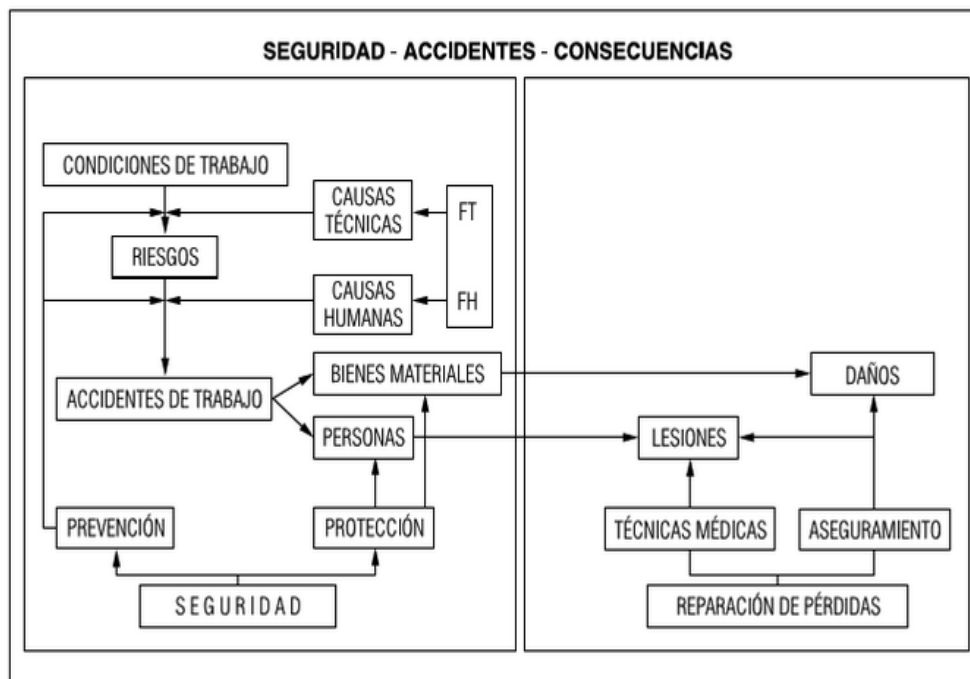 SEGURIDAD - ACCIDENTES - CONSECUENCIAS
CONDICIONES DE TRABAJO
CAUSAS
TÉCNICAS
FT
RIESGOS
CAUSAS
HUMANAS
FH
BIENES MATERIALES
DAÑOS
ACCIDENTES DE TRABAJO
PERSONAS
LESIONES
PREVENCIÓN
PROTECCIÓN
TÉCNICAS MÉDICAS
ASEGURAMIENTO
SEGURIDAD
REPARACIÓN DE PÉRDIDAS